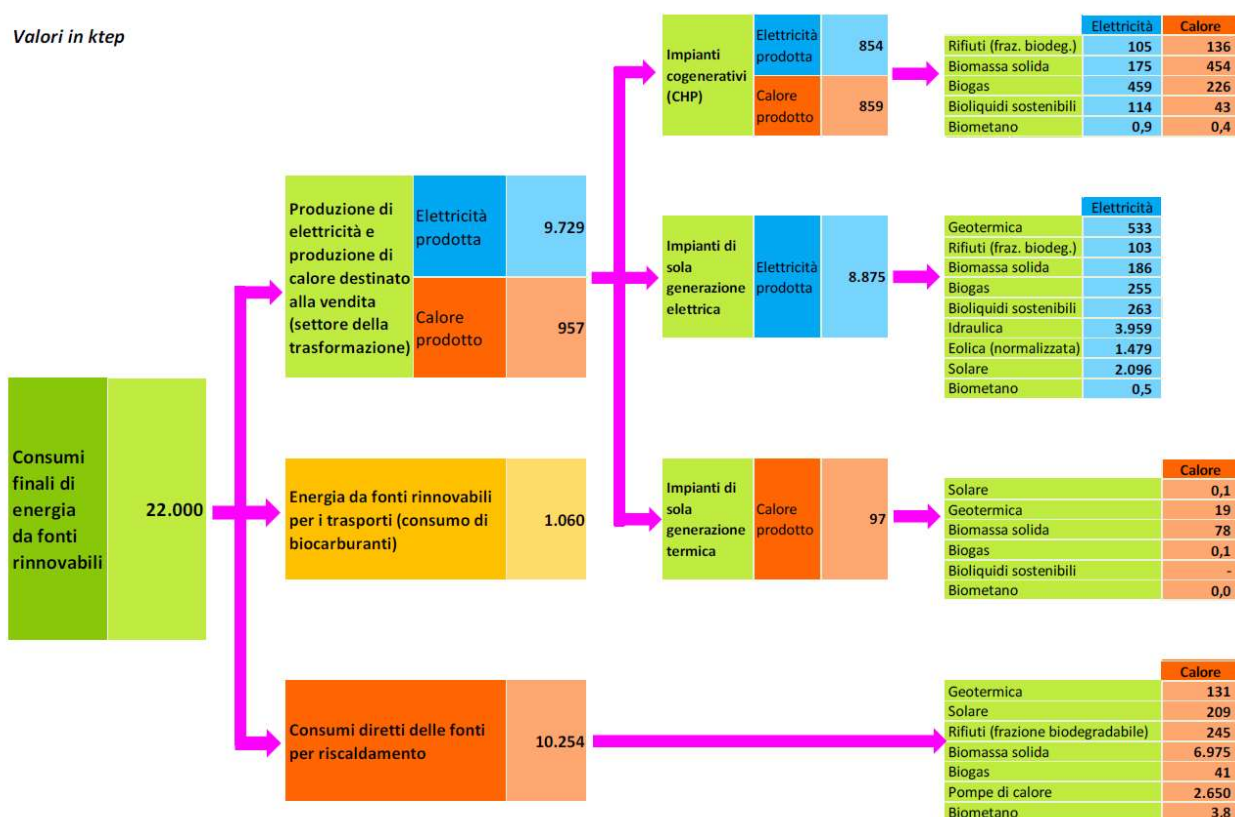 Valori in ktep
Consumi
finali di
energia
da fonti
rinnovabili
22.000
Produzione di
elettricità e
produzione di
calore destinato
alla vendita
(settore della
trasformazione)
Elettricità
prodotta
9.729
Calore
prodotto
957
Energia da fonti rinnovabili
per i trasporti (consumo di
biocarburanti)
1.060
Consumi diretti delle fonti
per riscaldamento
10.254
Impianti
cogenerativi
(CHP)
Elettricità
prodotta
854
Calore
prodotto
859
Impianti di
sola
generazione
elettrica
Elettricità
prodotta
8.875
Impianti di
sola
generazione
termica
Calore
prodotto
97
Elettricità Calore
Rifiuti (fraz. biodeg.) 105 136
Biomassa solida 175 454
Biogas 459 226
Bioliquidi sostenibili 114 43
Biometano 0,9 0,4
Elettricità
Geotermica 533
Rifiuti (fraz. biodeg.) 103
Biomassa solida 186
Biogas 255
Bioliquidi sostenibili 263
Idraulica 3.959
Eolica (normalizzata) 1.479
Solare 2.096
Biometano 0,5
Calore
Solare 0,1
Geotermica 19
Biomassa solida 78
Biogas 0,1
Bioliquidi sostenibili -
Biometano 0,0
Calore
Geotermica 131
Solare 209
Rifiuti (frazione biodegradabile) 245
Biomassa solida 6.975
Biogas 41
Pompe di calore 2.650
Biometano 3,8